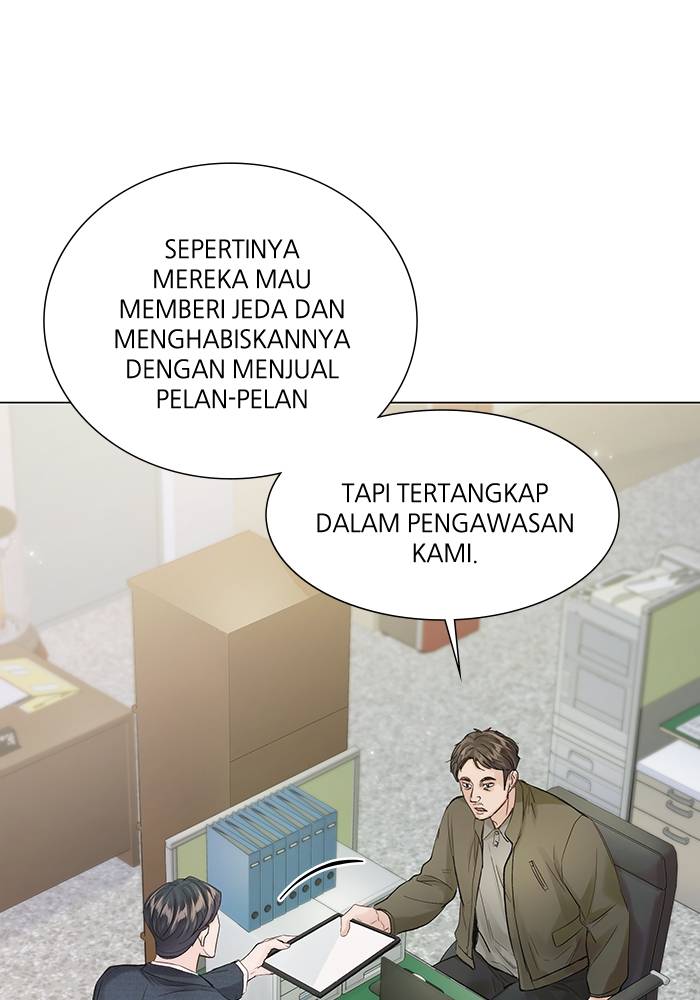 SEPERTINYA
MEREKA MAU
MEMBERI JEDA DAN
MENGHABISKANNYA
DENGAN MENJUAL
PELAN-PELAN
TAPI TERTANGKAP
DALAM PENGAWASAN
KAMI.